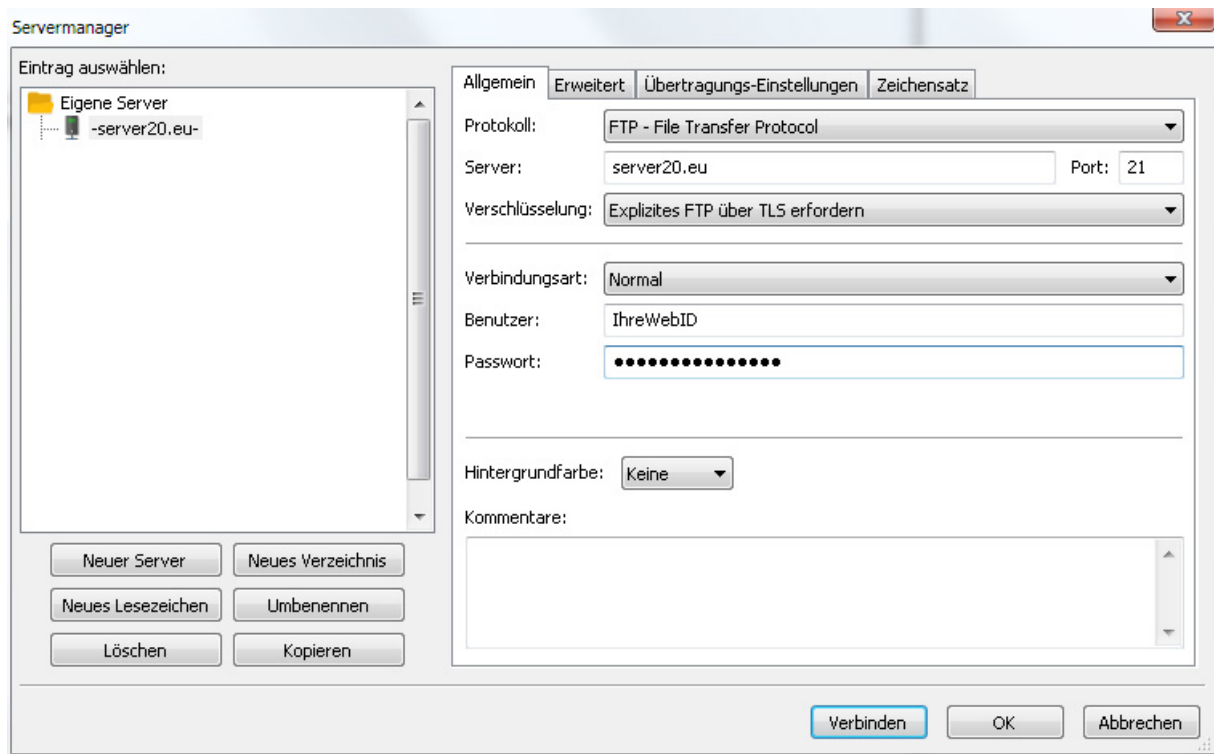 Servermanager
Eintrag auswählen:
Eigene Server
-server20.eu-
Neuer Server
Neues Verzeichnis
Neues Lesezeichen
Umbenennen
Löschen
Kopieren
Allgemein
Erweitert
Übertragungs-Einstellungen
Zeichensatz
Protokoll: FTP - File Transfer Protocol
Server: server20.eu Port: 21
Verschlüsselung: Explizites FTP über TLS erfordern
Verbindungsart: Normal
Benutzer: IhreWebID
Passwort: •••••••••••••••
Hintergrundfarbe: Keine
Kommentare:
Verbinden
OK
Abbrechen